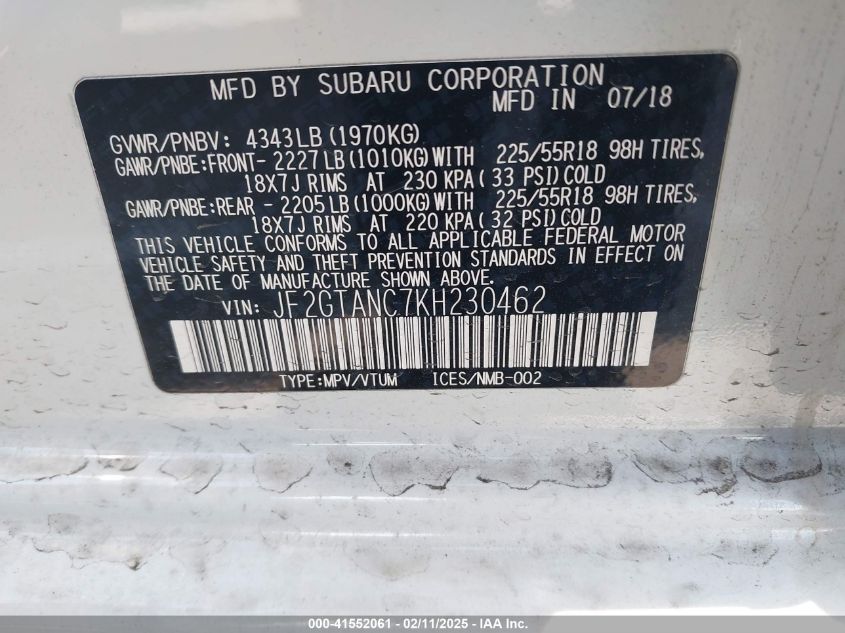 MFD BY SUBARU CORPORATION
MFD IN 07/18
GVWR/PNBV: 4343LB(1970KG)
GAWR/PNBE:FRONT-2227LB(1010KG)WITH 225/55R18 98H TIRES,
18X7J RIMS AT 230 KPA(33 PSI)COLD
GAWR/PNBE:REAR -2205LB(1000KG)WITH 225/55R18 98H TIRES,
18X7J RIMS AT 220 KPA(32 PSI)COLD
THIS VEHICLE CONFORMS TO ALL APPLICABLE FEDERAL MOTOR
VEHICLE SAFETY AND THEFT PREVENTION STANDARDS IN EFFECT ON
THE DATE OF MANUFACTURE SHOWN ABOVE.
VIN: JF2GTANC7KH230462
TYPE:MPV/VTUM ICES/NMB-002
000-41552061 - 02/11/2025 - IAA Inc.